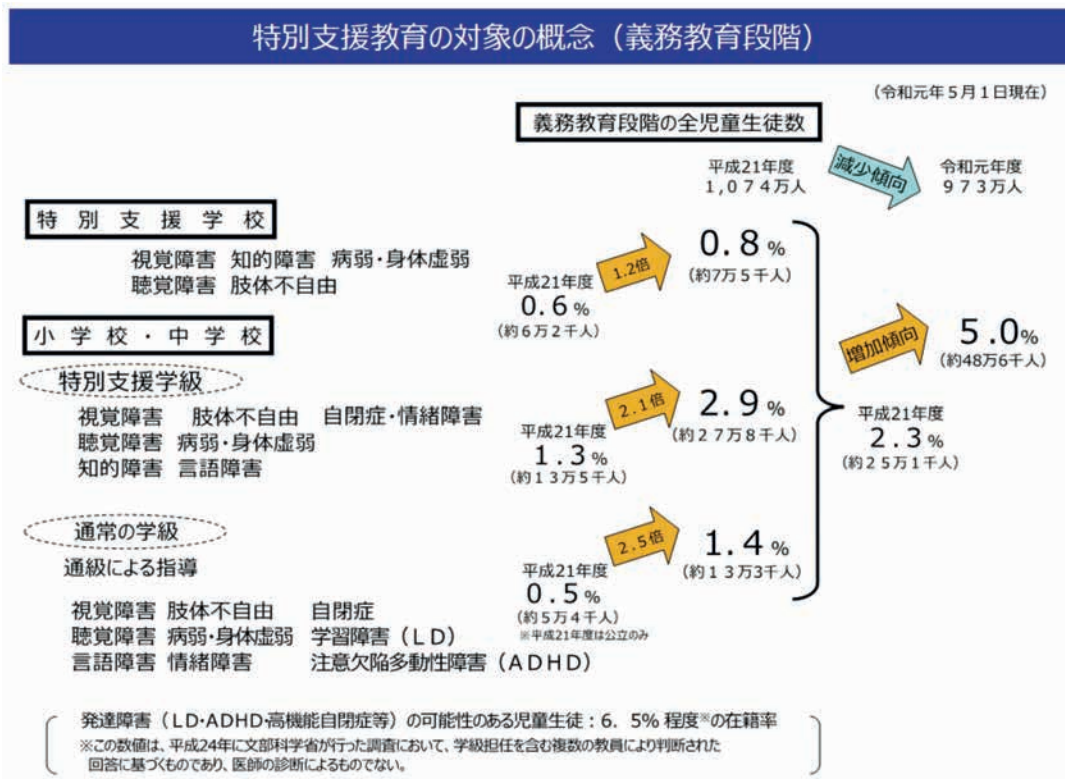 特別支援教育の対象の概念（義務教育段階）
（令和元年５月１日現在）
義務教育段階の全児童生徒数
平成21年度
１,０７４万人
減少傾向
令和元年度
９７３万人
特別支援学校
視覚障害 知的障害 病弱・身体虚弱
聴覚障害 肢体不自由
平成21年度
0.6％
（約６万２千人）
1.2倍
0.8％
（約7万５千人）
小学校・中学校
特別支援学級
視覚障害 肢体不自由 自閉症・情緒障害
聴覚障害 病弱・身体虚弱
知的障害 言語障害
平成21年度
1.3％
（約１３万５千人）
2.1倍
2.9％
（約２７万８千人）
増加傾向
5.0％
（約48万６千人）
平成21年度
2.3％
（約２５万１千人）
通常の学級
通級による指導
視覚障害 肢体不自由 自閉症
聴覚障害 病弱・身体虚弱 学習障害（ＬＤ）
言語障害 情緒障害 注意欠陥多動性障害（ＡＤＨＤ）
平成21年度
0.5％
（約５万４千人）
※平成21年度は公立のみ
2.5倍
1.4％
（約１３万3千人）
発達障害（ＬＤ・ＡＤＨＤ・高機能自閉症等）の可能性のある児童生徒：６．５％程度※の在籍率
※この数値は、平成24年に文部科学省が行った調査において、学級担任を含む複数の教員により判断された
回答に基づくものであり、医師の診断によるものでない。